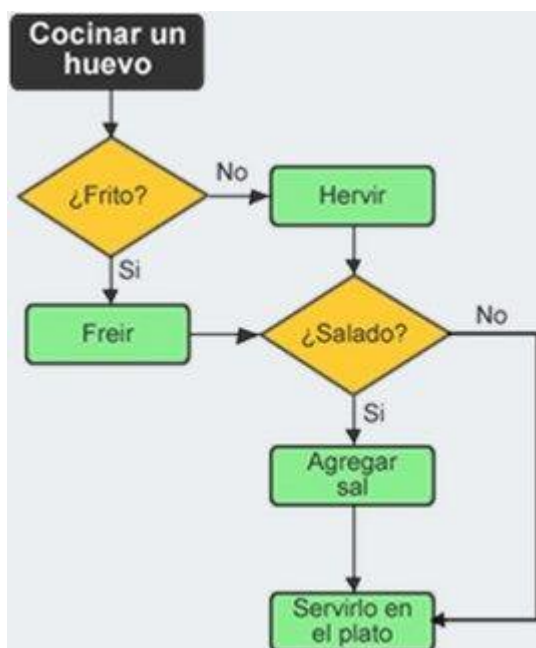 Cocinar un
huevo
¿Frito?
No
Hervir
Si
Freir
¿Salado?
No
Si
Agregar
sal
Servirlo en
el plato